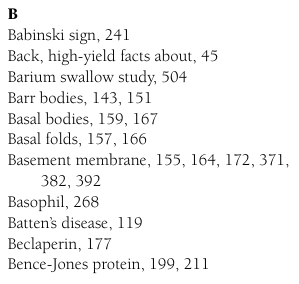 B
Babinski sign, 241
Back, high-yield facts about, 45
Barium swallow study, 504
Barr bodies, 143, 151
Basal bodies, 159, 167
Basal folds, 157, 166
Basement membrane, 155, 164, 172, 371,
382, 392
Basophil, 268
Batten's disease, 119
Beclaperin, 177
Bence-Jones protein, 199, 211